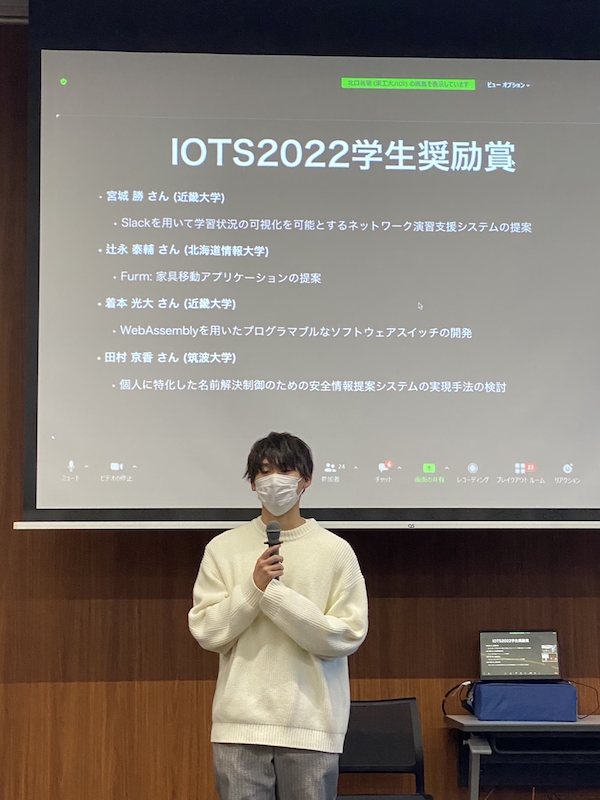 ビュー オプション
IOTS2022学生奨励賞
• 宮城 勝 さん (近畿大学)
• Slackを用いて学習状況の可視化を可能とするネットワーク演習支援システムの提案
• 辻永 泰輔 さん (北海道情報大学)
• Furm: 家具移動アプリケーションの提案
• 着本 光大 さん (近畿大学)
• WebAssemblyを用いたプログラマブルなソフトウェアスイッチの開発
• 田村 京香 さん (筑波大学)
• 個人に特化した名前解決制御のための安全情報提案システムの実現手法の検討
ミュート
ビデオの停止
24
参加者
チャット
画面の共有
レコーディング
ブレイクアウト ルーム
リアクション
IOTS2022学生奨励賞